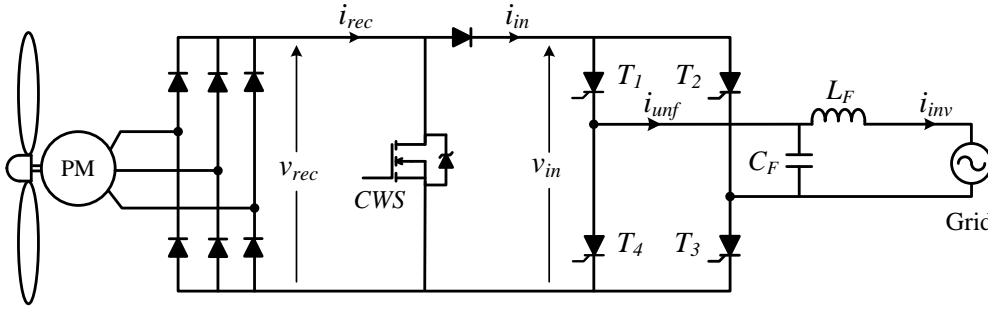 i_rec
i_in
T_1
T_2
L_F
i_unf
i_inv
PM
v_rec
CWS
v_in
C_F
T_4
T_3
Grid